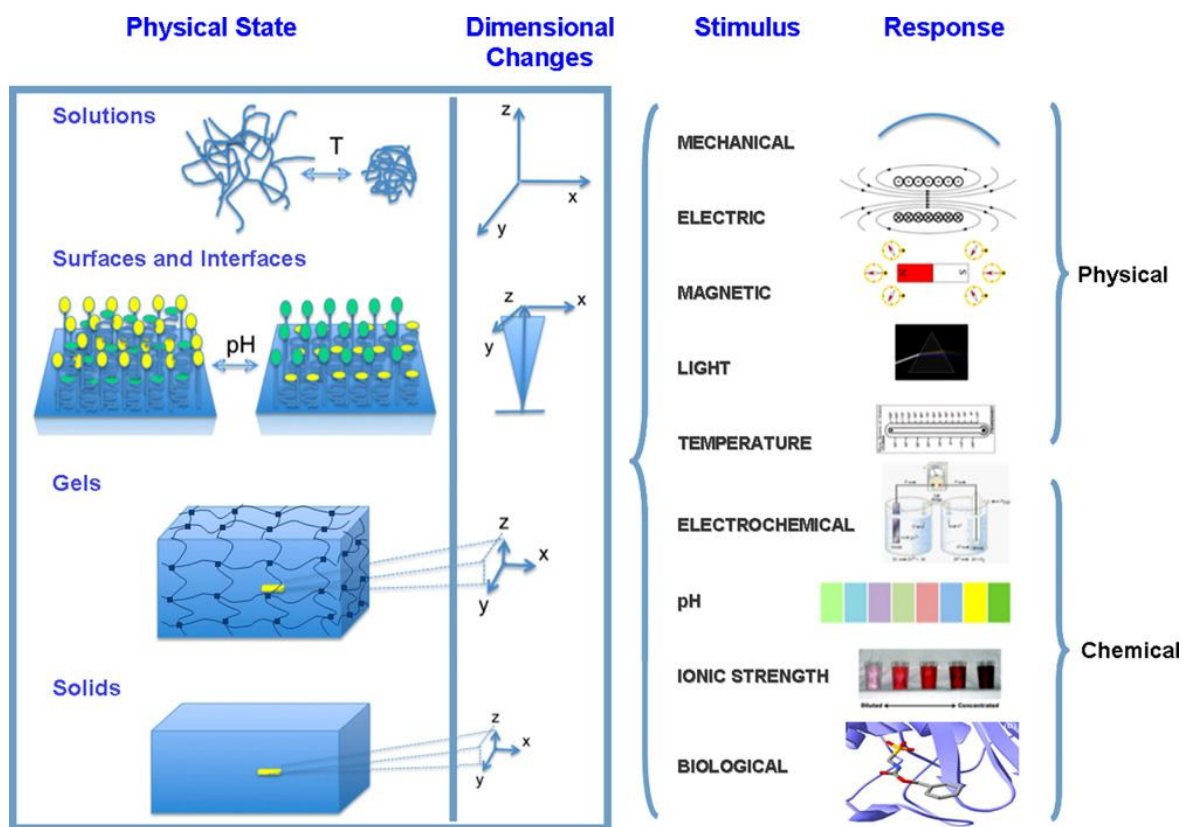 Physical State
Dimensional
Changes
Stimulus
Response
Solutions
T
z
x
y
Surfaces and Interfaces
pH
z
x
y
Gels
z
x
y
Solids
z
x
y
MECHANICAL
ELECTRIC
MAGNETIC
LIGHT
TEMPERATURE
ELECTROCHEMICAL
pH
IONIC STRENGTH
Diluted
Concentrated
BIOLOGICAL
Physical
Chemical